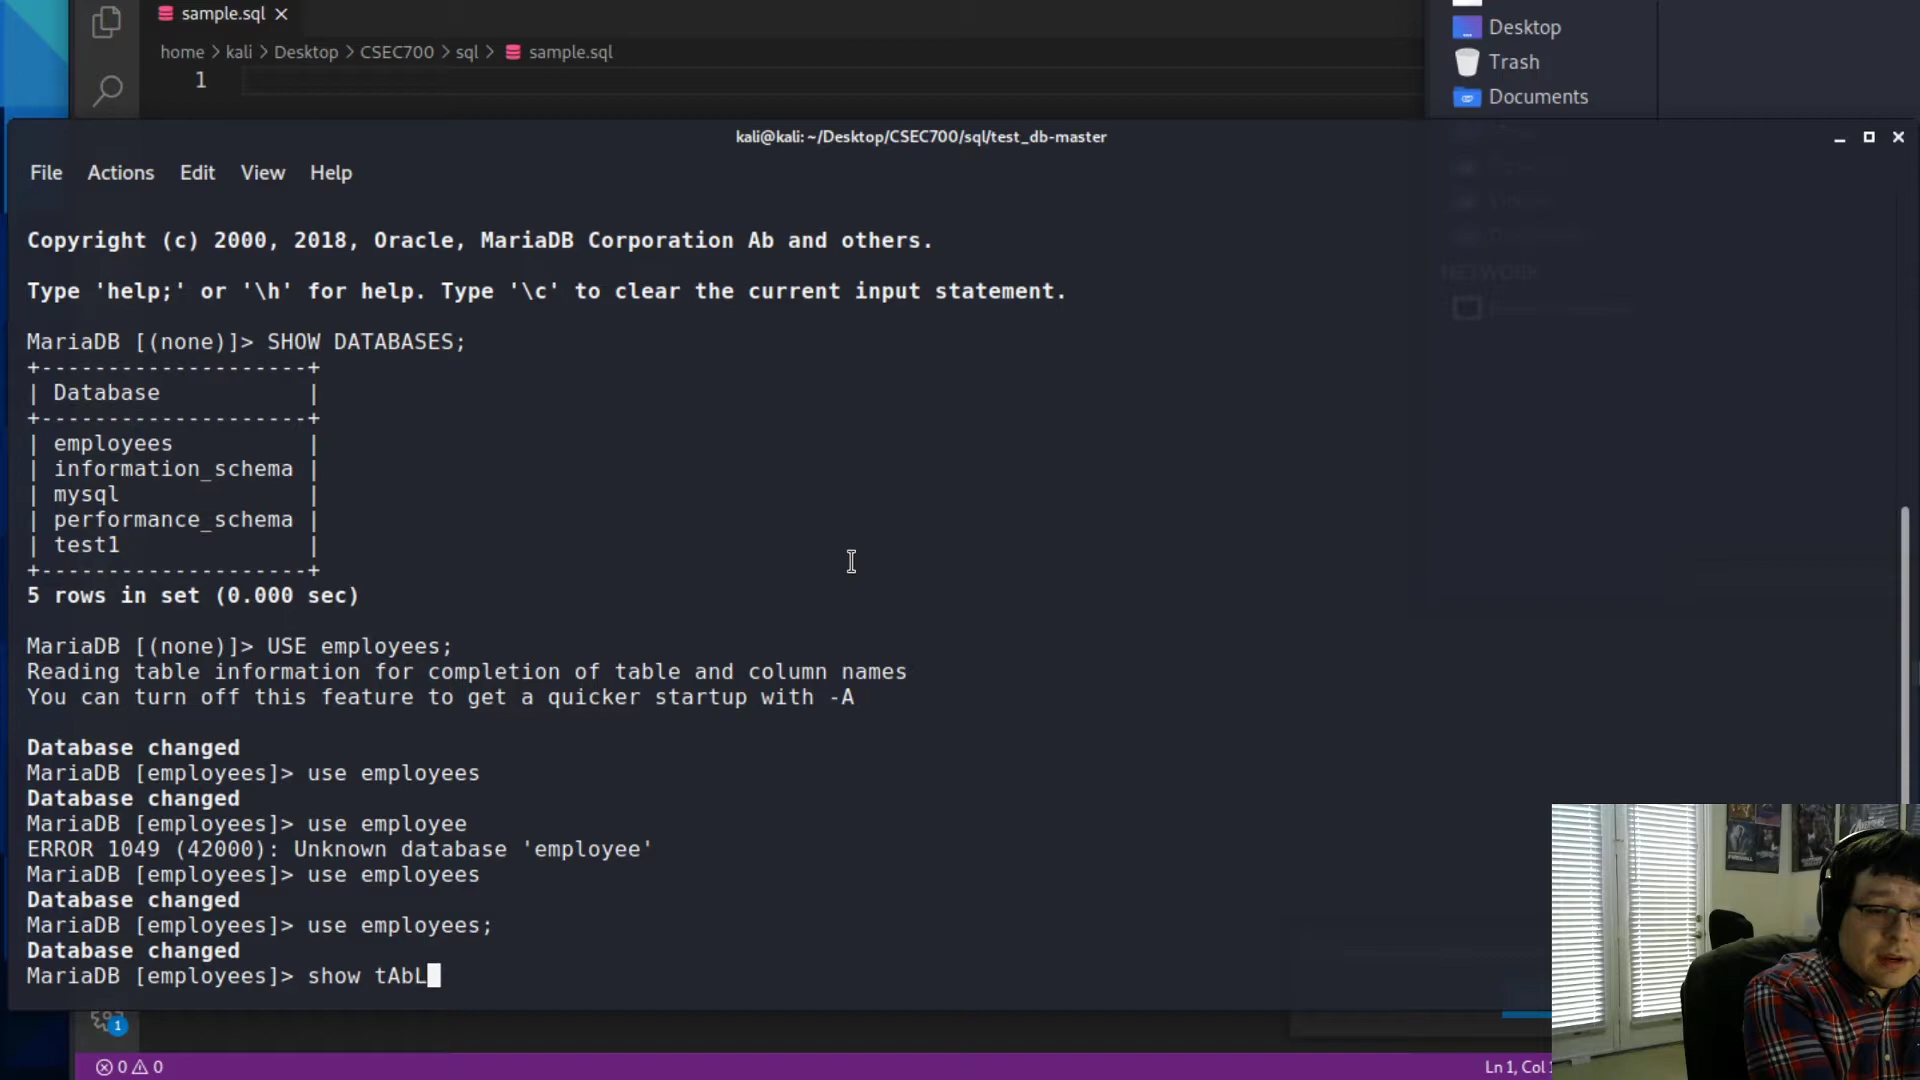 sample.sql
home > kali > Desktop > CSEC700 > sql > sample.sql
1
Desktop
Trash
Documents
kali@kali: ~/Desktop/CSEC700/sql/test_db-master
File Actions Edit View Help
NETWORK
Copyright (c) 2000, 2018, Oracle, MariaDB Corporation Ab and others.
Type 'help;' or '\h' for help. Type '\c' to clear the current input statement.
MariaDB [(none)]> SHOW DATABASES;
+--------------------+
| Database           |
+--------------------+
| employees          |
| information_schema |
| mysql              |
| performance_schema |
| test1              |
+--------------------+
5 rows in set (0.000 sec)
MariaDB [(none)]> USE employees;
Reading table information for completion of table and column names
You can turn off this feature to get a quicker startup with -A
Database changed
MariaDB [employees]> use employees
Database changed
MariaDB [employees]> use employee
ERROR 1049 (42000): Unknown database 'employee'
MariaDB [employees]> use employees
Database changed
MariaDB [employees]> use employees;
Database changed
MariaDB [employees]> show tAbL
1
0 0
Ln 1, Col